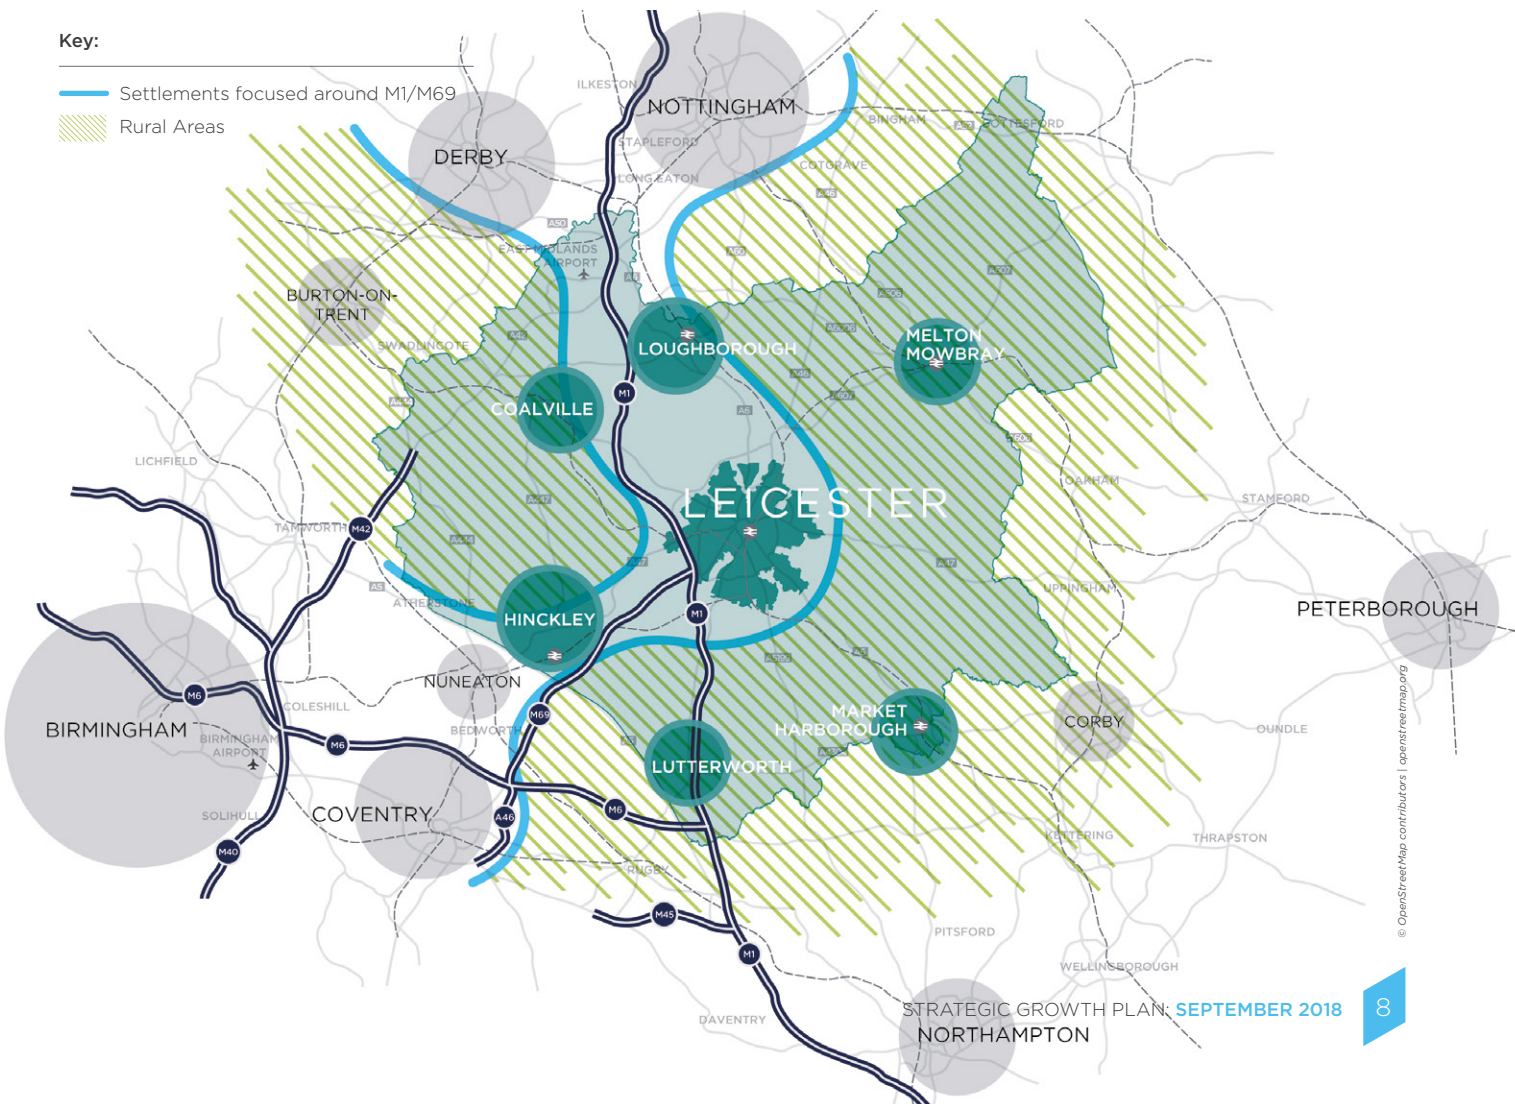 Key:
Settlements focused around M1/M69
Rural Areas
ILKESTON
NOTTINGHAM
BINGHAM
A52
BOTTESFORD
STAPLEFORD
DERBY
COTGRAVE
LONG EATON
A46
A50
EAST MIDLANDS
AIRPORT
A60
A6
A607
BURTON-ON-
TRENT
A606
A6006
SWADLINCOTE
A42
LOUGHBOROUGH
MELTON
MOWBRAY
A46
M1
A607
A444
COALVILLE
A6
A606
LICHFIELD
OAKHAM
A447
LEICESTER
STAMFORD
TAMWORTH
M42
A444
A47
A47
A5
UPPINGHAM
ATHERSTONE
HINCKLEY
M1
PETERBOROUGH
A5199
A6
NUNEATON
M6
COLESHILL
M69
MARKET
HARBOROUGH
CORBY
BIRMINGHAM
BIRMINGHAM
AIRPORT
BEDWORTH
OUNDLE
M6
A5
LUTTERWORTH
COVENTRY
SOLIHULL
A46
M6
KETTERING
THRAPSTON
M40
RUGBY
M45
PITSFORD
M1
WELLINGBOROUGH
DAVENTRY
NORTHAMPTON
© OpenStreetMap contributors | openstreetmap.org
STRATEGIC GROWTH PLAN: SEPTEMBER 2018
8